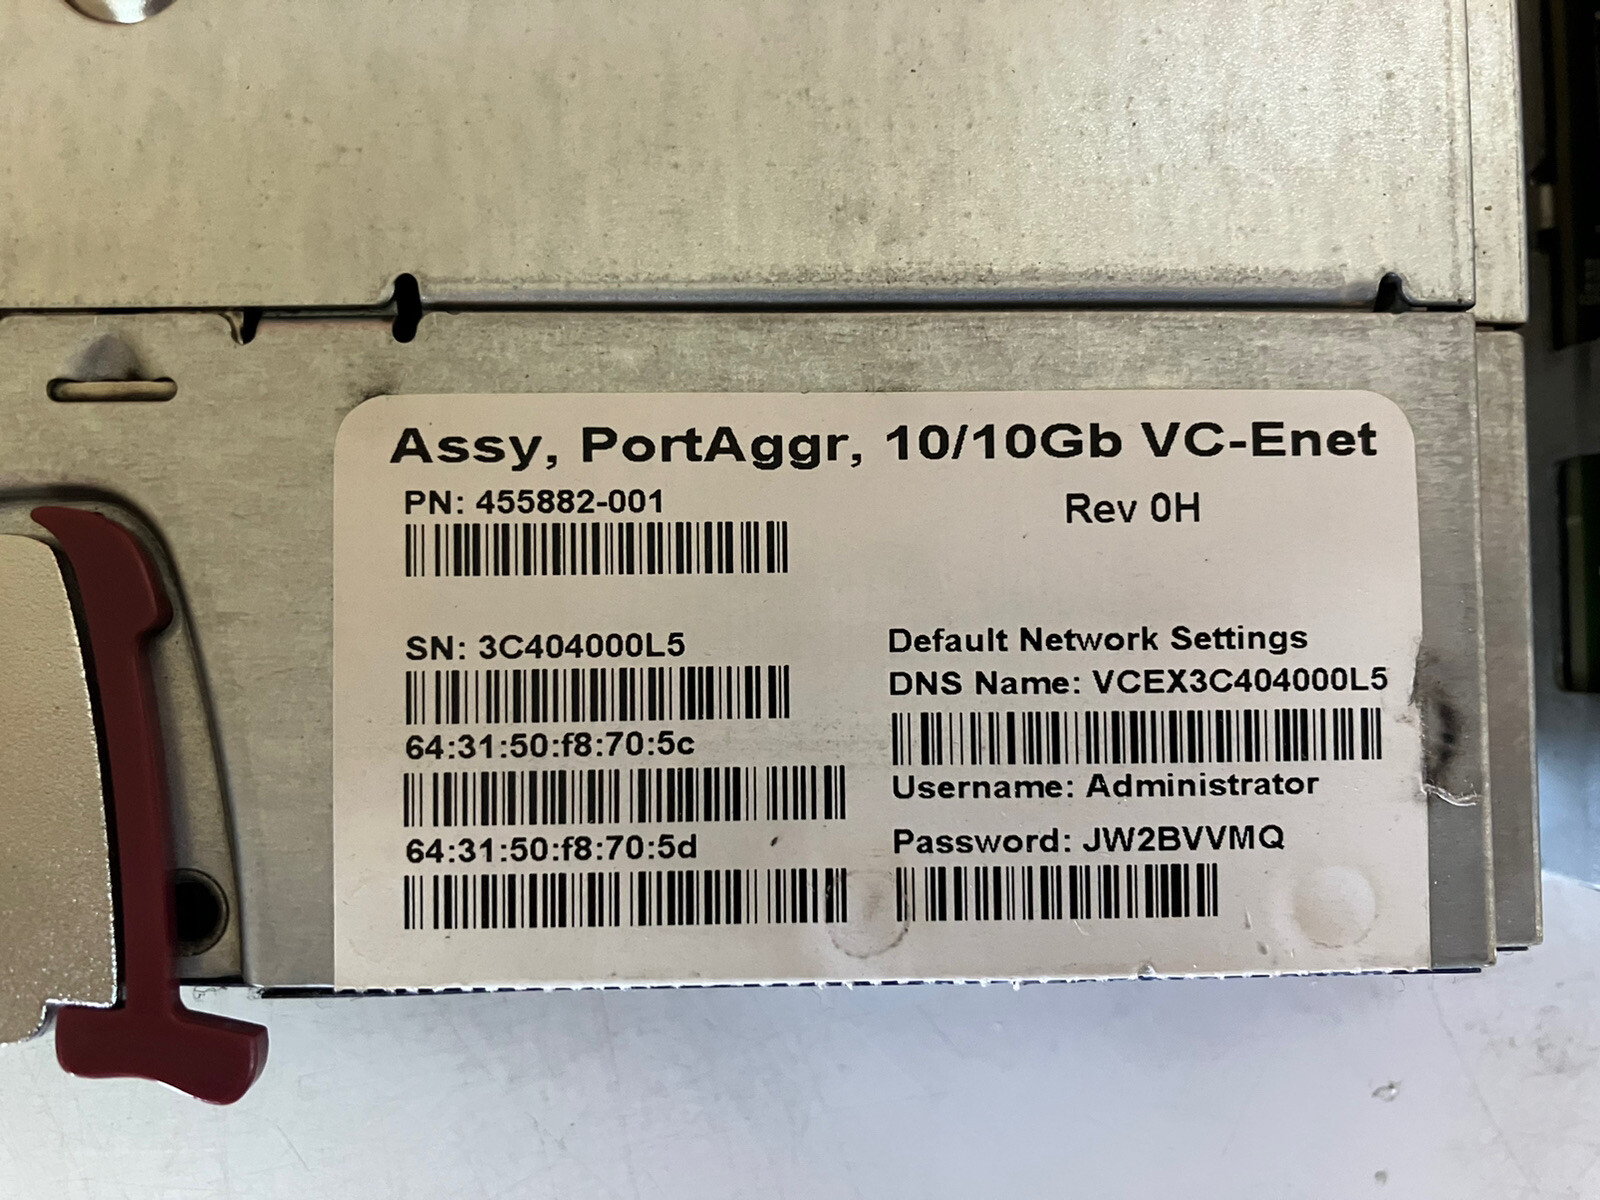 Assy, PortAggr, 10/10Gb VC-Enet
PN: 455882-001
Rev 0H
SN: 3C404000L5
64:31:50:f8:70:5c
64:31:50:f8:70:5d
Default Network Settings
DNS Name: VCEX3C404000L5
Username: Administrator
Password: JW2BVVMQ